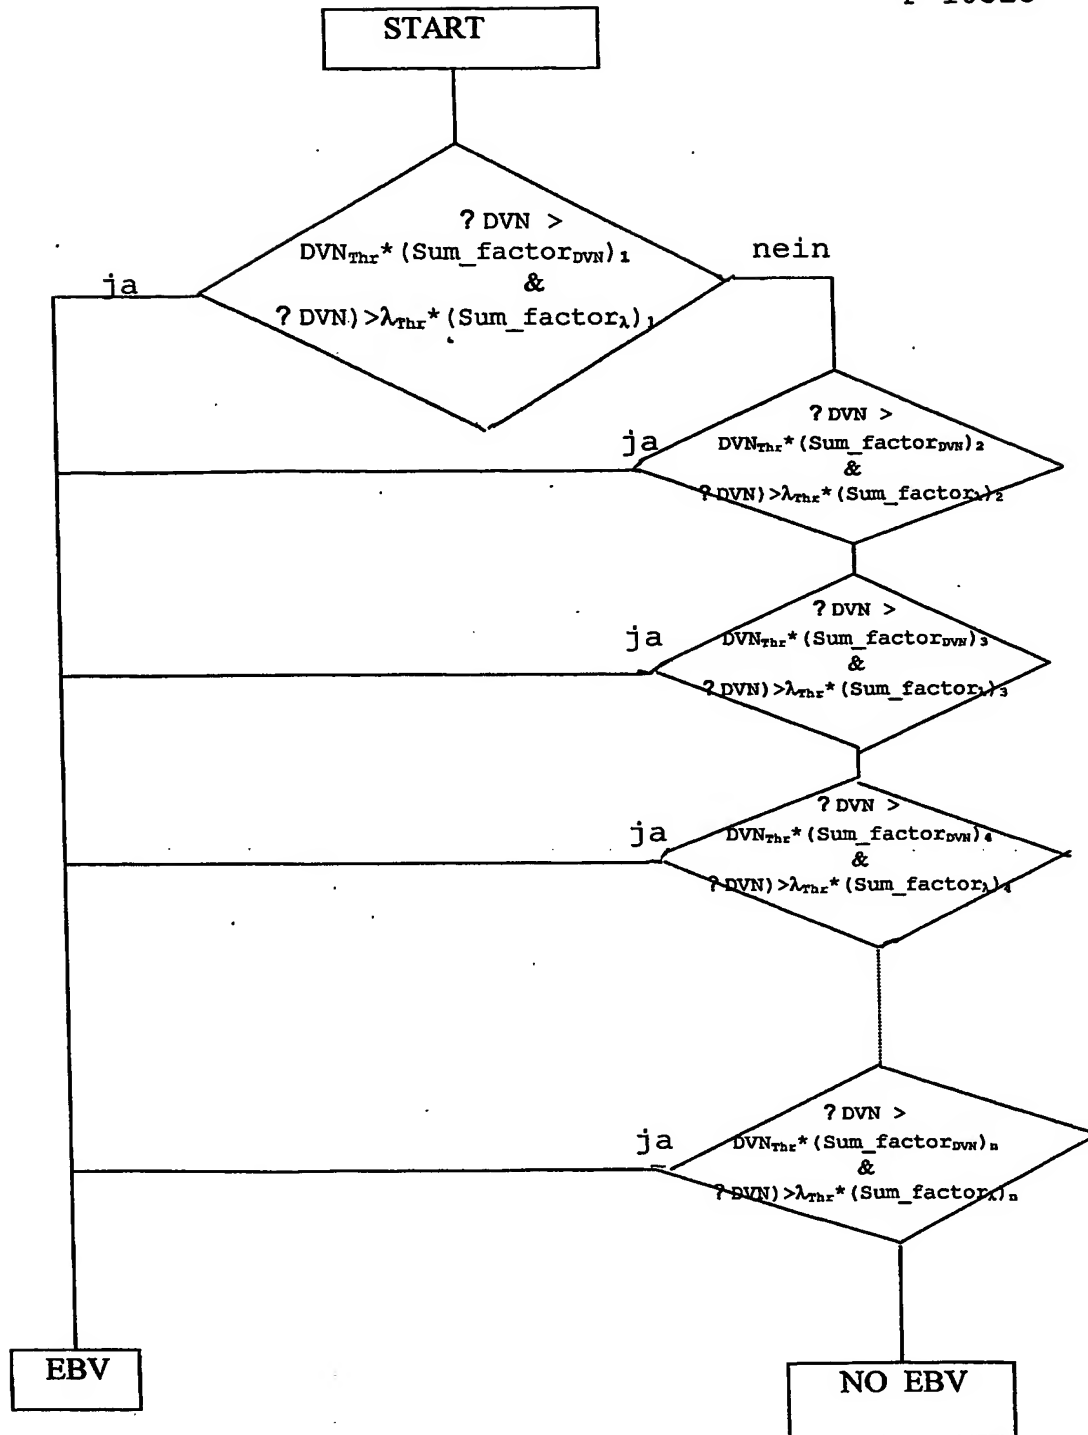 START
? DVN >
DVNThr*(Sum_factorDVN)1
&
? DVN)>λThr*(Sum_factorλ)1
ja
nein
? DVN >
DVNThr*(Sum_factorDVN)2
&
? DVN)>λThr*(Sum_factorλ)2
ja
? DVN >
DVNThr*(Sum_factorDVN)3
&
? DVN)>λThr*(Sum_factorλ)3
ja
? DVN >
DVNThr*(Sum_factorDVN)4
&
? DVN)>λThr*(Sum_factorλ)4
ja
? DVN >
DVNThr*(Sum_factorDVN)n
&
? DVN)>λThr*(Sum_factorλ)n
ja
EBV
NO EBV